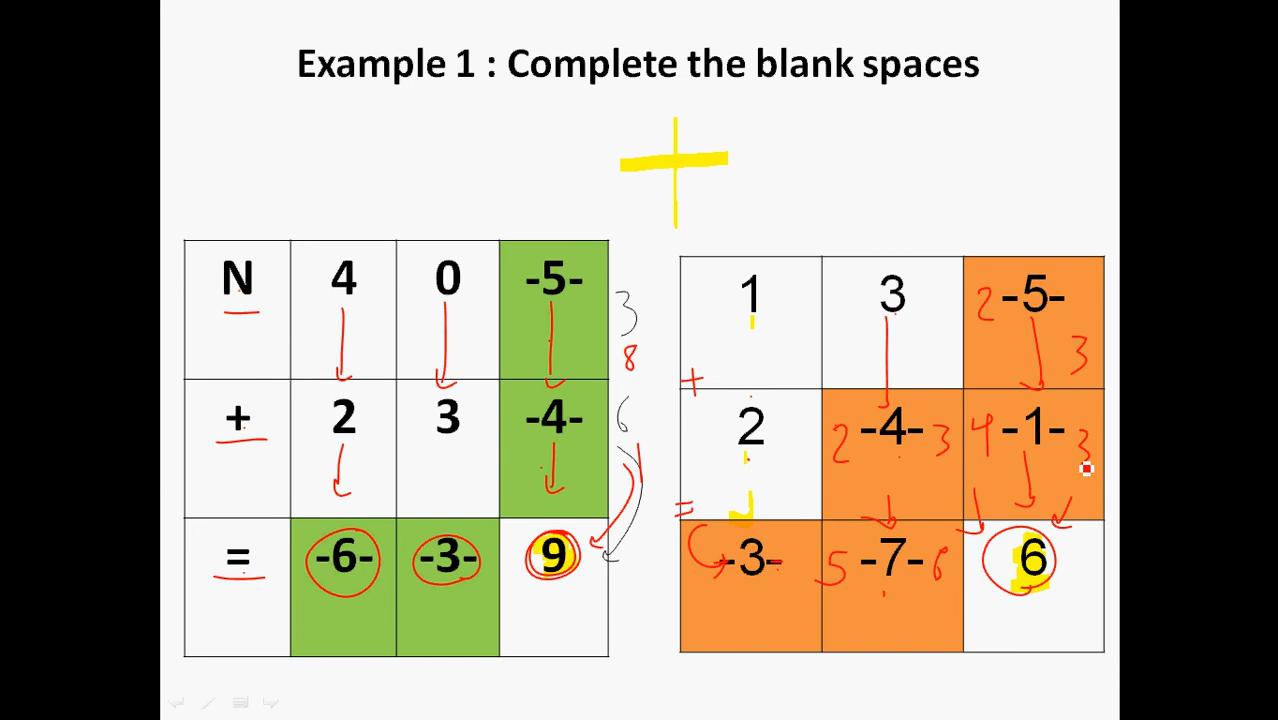 Example 1 : Complete the blank spaces
N 4 0 -5- 3
8
+ 2 3 -4- 6
= -6- -3- 9
1 3 2 -5- 3
+
2 2 -4- 3 4 -1- 3
=
-3- 5 -7- 6 6